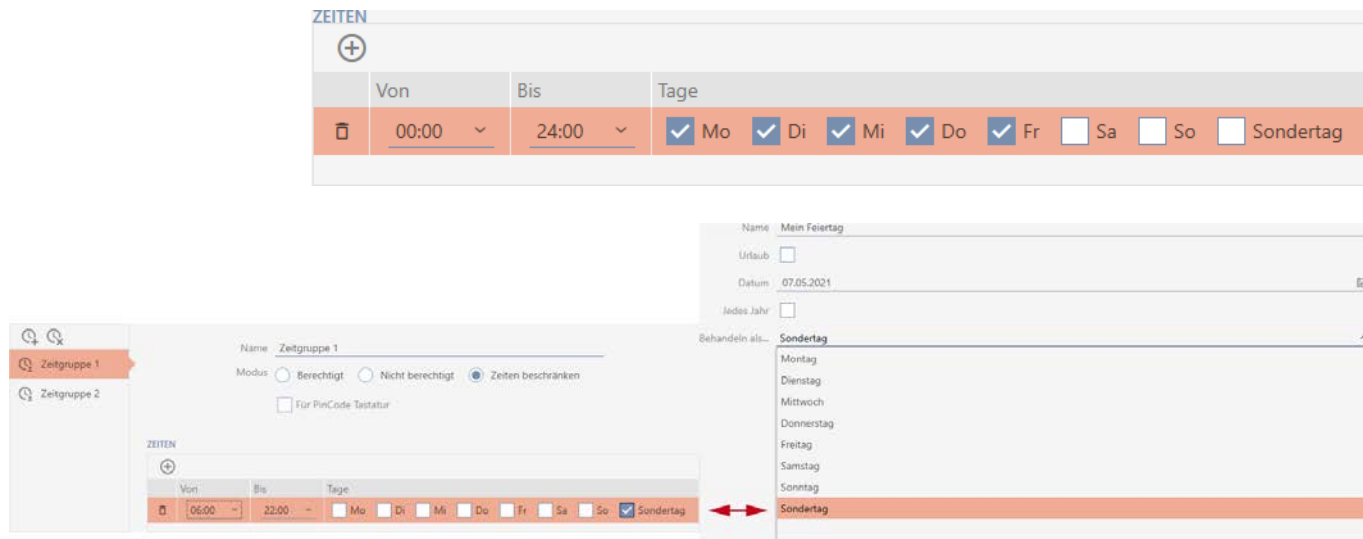 ZEITEN
Von Bis Tage
00:00 24:00 Mo Di Mi Do Fr Sa So Sondertag
Name Mein Feiertag
Urlaub
Datum 07.05.2021
Jedes Jahr
Behandeln als... Sondertag
Montag
Dienstag
Mittwoch
Donnerstag
Freitag
Samstag
Sonntag
Sondertag
Zeitgruppe 1
Zeitgruppe 2
Name Zeitgruppe 1
Modus Berechtigt Nicht berechtigt Zeiten beschränken
Für PinCode Tastatur
ZEITEN
Von Bis Tage
06:00 22:00 Mo Di Mi Do Fr Sa So Sondertag